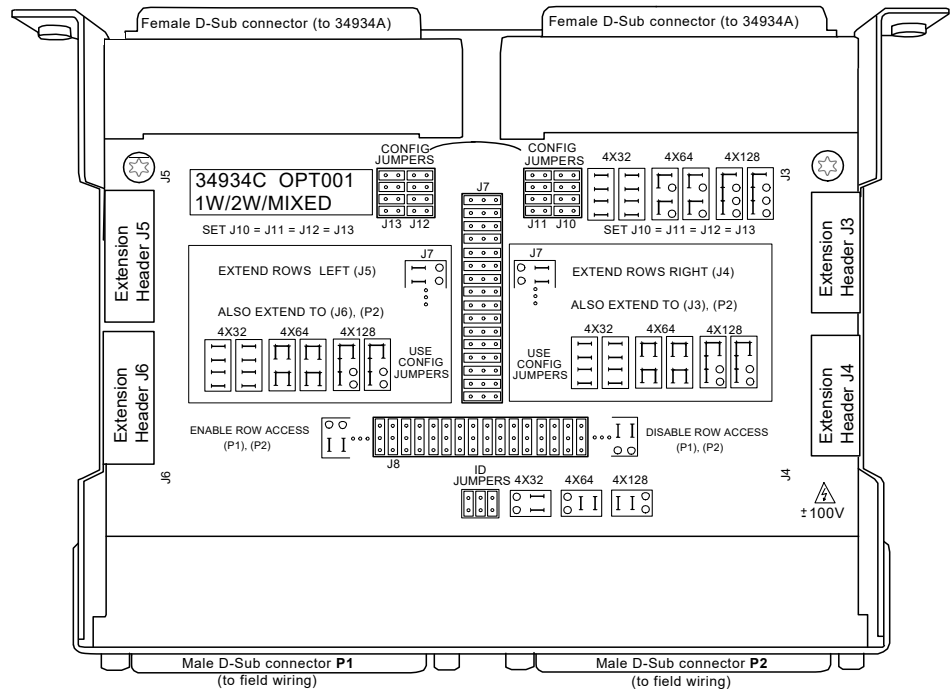 Female D-Sub connector (to 34934A)
Female D-Sub connector (to 34934A)
CONFIG
JUMPERS
CONFIG
JUMPERS
4X32
4X64
4X128
J5
J3
34934C OPT001
1W/2W/MIXED
J7
J13 J12
J11 J10
SET J10 = J11 = J12 = J13
SET J10 = J11 = J12 = J13
Extension
Header J5
Extension
Header J3
EXTEND ROWS LEFT (J5)
J7
J7
EXTEND ROWS RIGHT (J4)
ALSO EXTEND TO (J6), (P2)
ALSO EXTEND TO (J3), (P2)
4X32
4X64
4X128
4X32
4X64
4X128
USE
CONFIG
JUMPERS
USE
CONFIG
JUMPERS
Extension
Header J6
Extension
Header J4
ENABLE ROW ACCESS
(P1), (P2)
DISABLE ROW ACCESS
(P1), (P2)
J8
J6
J4
ID
JUMPERS
4X32
4X64
4X128
±100V
Male D-Sub connector P1
(to field wiring)
Male D-Sub connector P2
(to field wiring)